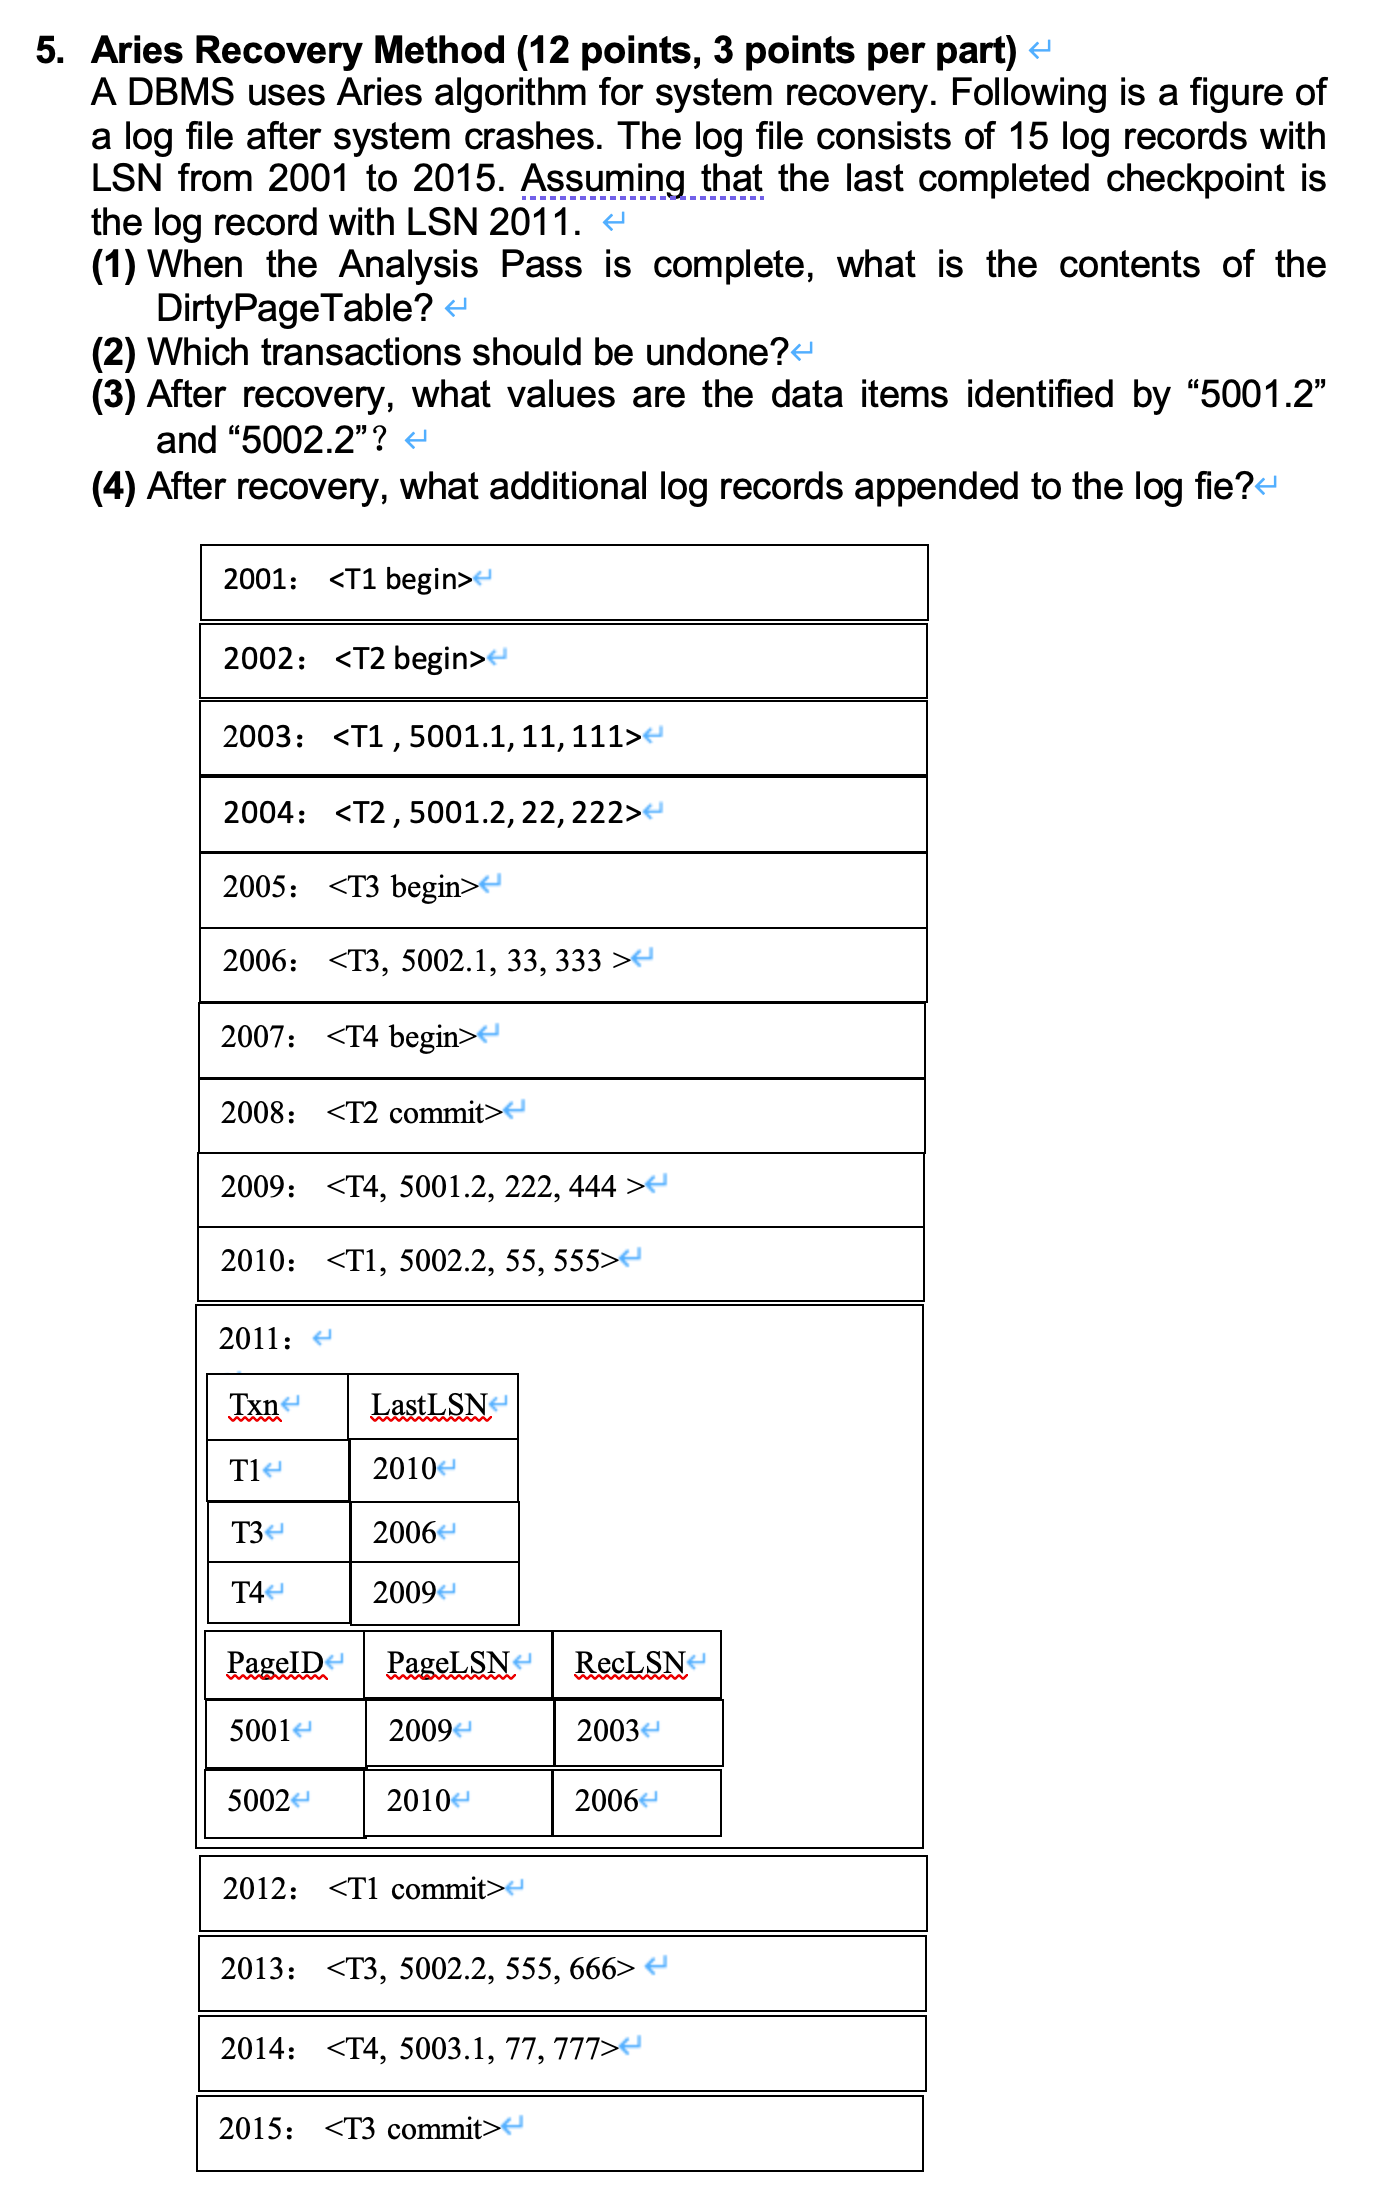 5. Aries Recovery Method (12 points, 3 points per part) ↵
A DBMS uses Aries algorithm for system recovery. Following is a figure of
a log file after system crashes. The log file consists of 15 log records with
LSN from 2001 to 2015. Assuming that the last completed checkpoint is
the log record with LSN 2011. ↵
(1) When the Analysis Pass is complete, what is the contents of the
DirtyPageTable? ↵
(2) Which transactions should be undone?↵
(3) After recovery, what values are the data items identified by “5001.2”
and “5002.2”? ↵
(4) After recovery, what additional log records appended to the log fie?↵
2001: <T1 begin>↵
2002: <T2 begin>↵
2003: <T1 , 5001.1, 11, 111>↵
2004: <T2 , 5001.2, 22, 222>↵
2005: <T3 begin>↵
2006: <T3, 5002.1, 33, 333 >↵
2007: <T4 begin>↵
2008: <T2 commit>↵
2009: <T4, 5001.2, 222, 444 >↵
2010: <T1, 5002.2, 55, 555>↵
2011: ↵
Txn↵ LastLSN↵
T1↵ 2010↵
T3↵ 2006↵
T4↵ 2009↵
PageID↵ PageLSN↵ RecLSN↵
5001↵ 2009↵ 2003↵
5002↵ 2010↵ 2006↵
2012: <T1 commit>↵
2013: <T3, 5002.2, 555, 666> ↵
2014: <T4, 5003.1, 77, 777>↵
2015: <T3 commit>↵